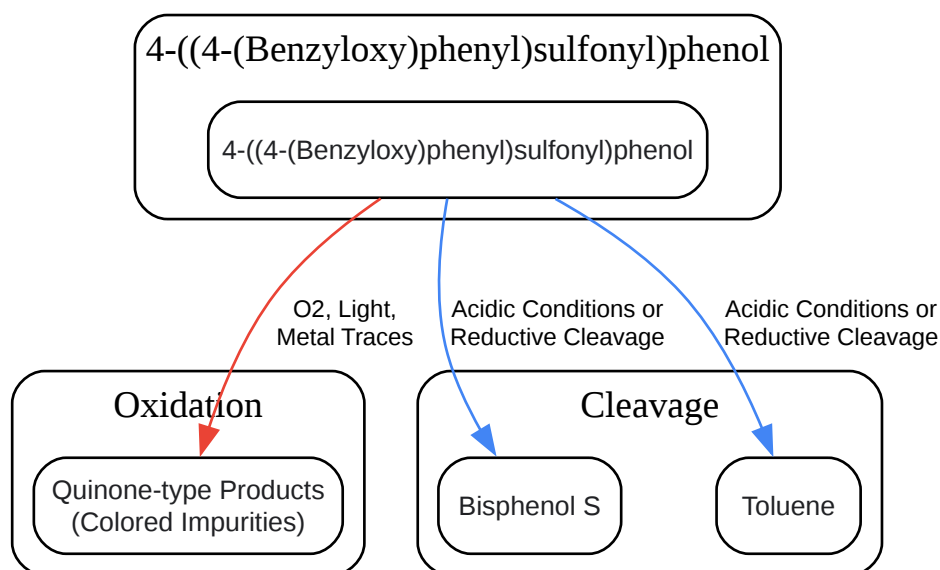 4-((4-(Benzyloxy)phenyl)sulfonyl)phenol
4-((4-(Benzyloxy)phenyl)sulfonyl)phenol
O2, Light,
Metal Traces
Acidic Conditions or
Reductive Cleavage
Acidic Conditions or
Reductive Cleavage
Oxidation
Cleavage
Quinone-type Products
(Colored Impurities)
Bisphenol S
Toluene